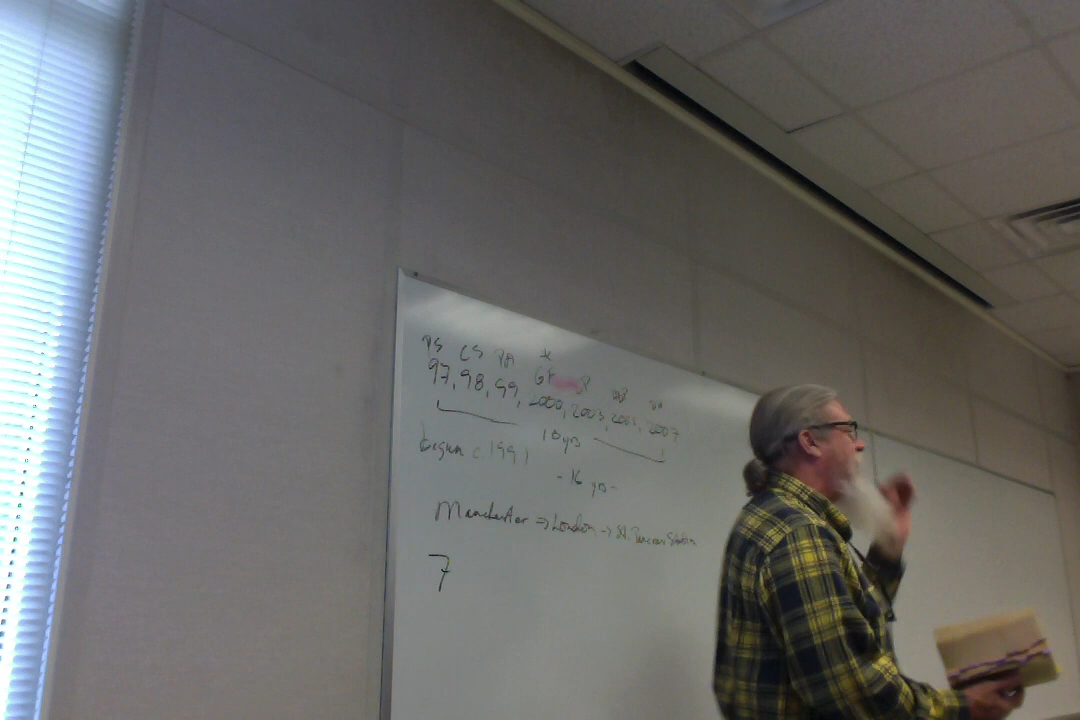 PS CS PA *
97, 98, 99, 2000, 2003, 2005, 2007
10 yrs
begun c. 1991
- 16 yrs -
Manchester => London -> St. Pancras Station
7